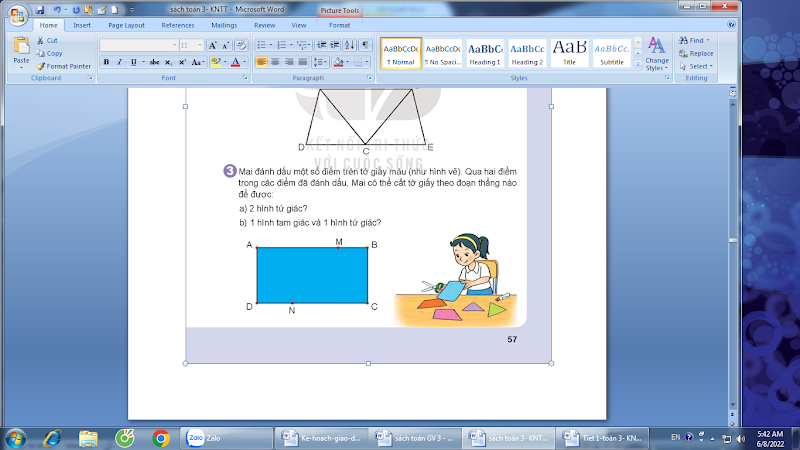 sách toán 3- KNTT - Microsoft Word
Picture Tools
Home Insert Page Layout References Mailings Review View Format
Cut
Copy
Format Painter
Paste
Clipboard
11
Font
Paragraph
AaBbCcDc AaBbCcDc AaBbCc AaBbCc AaB AaBbCc.
¶ Normal ¶ No Spaci... Heading 1 Heading 2 Title Subtitle
Change
Styles
Styles
Find
Replace
Select
Editing
D C E
KẾT NỐI TRI THỨC
VỚI CUỘC SỐNG
3 Mai đánh dấu một số điểm trên tờ giấy màu (như hình vẽ). Qua hai điểm
trong các điểm đã đánh dấu, Mai có thể cắt tờ giấy theo đoạn thẳng nào
để được:
a) 2 hình tứ giác?
b) 1 hình tam giác và 1 hình tứ giác?
A M B
D N C
57
Zalo Zalo
Ke-hoach-giao-d...
sách toán GV 3 - ...
sách toán 3- KNT...
Tiet 1-toán 3- KN...
EN
5:42 AM
6/8/2022